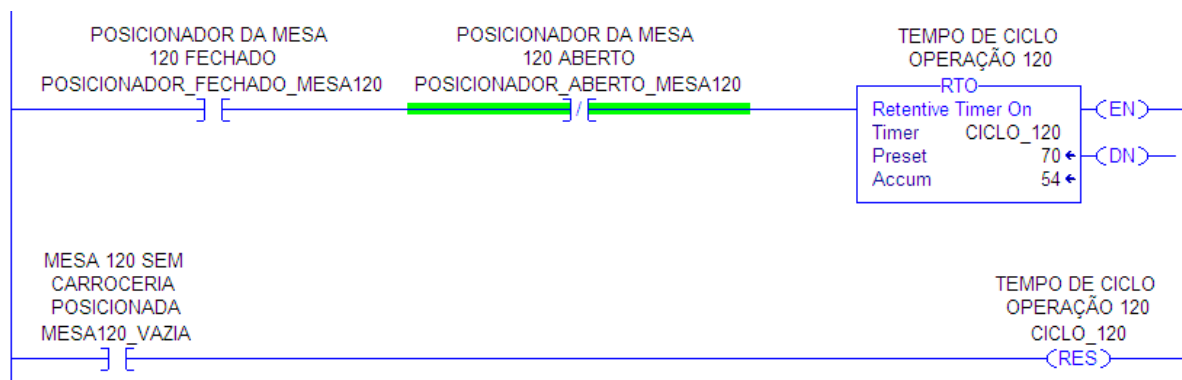 POSICIONADOR DA MESA
120 FECHADO
POSICIONADOR_FECHADO_MESA120
POSICIONADOR DA MESA
120 ABERTO
POSICIONADOR_ABERTO_MESA120
TEMPO DE CICLO
OPERAÇÃO 120
RTO
Retentive Timer On
Timer CICLO_120
Preset 70
Accum 54
EN
DN
MESA 120 SEM
CARROCERIA
POSICIONADA
MESA120_VAZIA
TEMPO DE CICLO
OPERAÇÃO 120
CICLO_120
RES